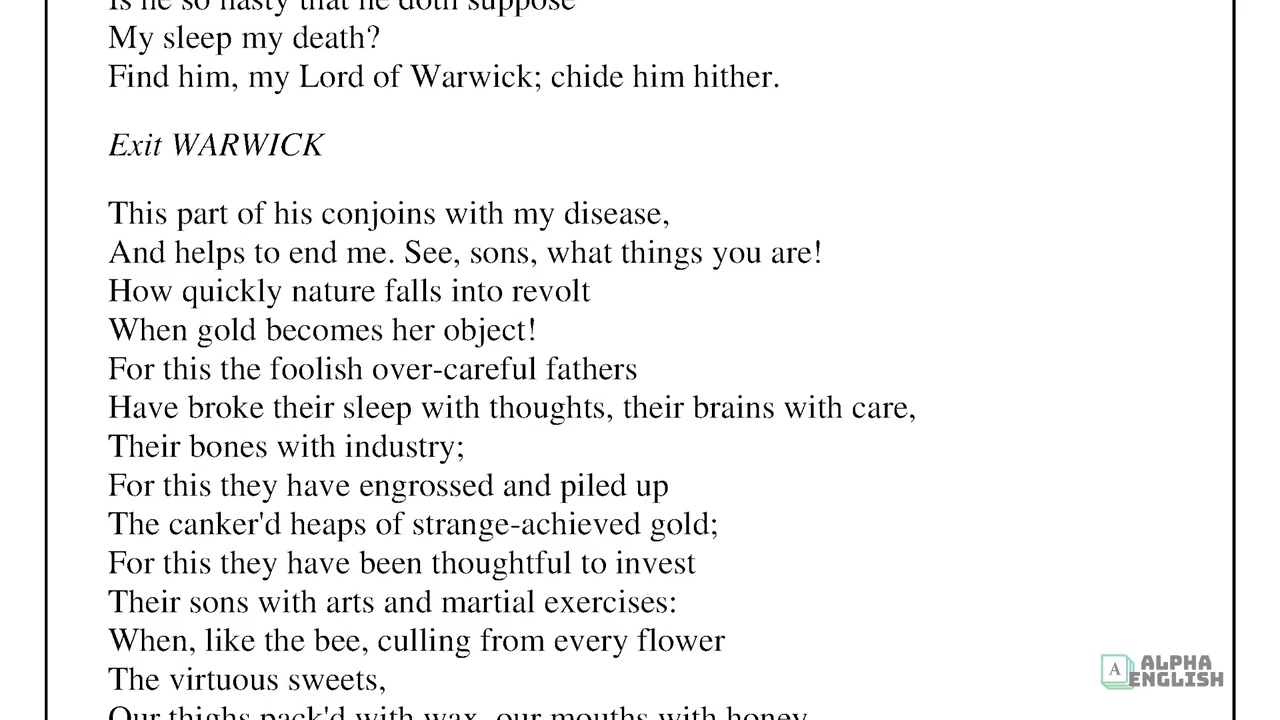 Is he so hasty that he doth suppose
My sleep my death?
Find him, my Lord of Warwick; chide him hither.
Exit WARWICK
This part of his conjoins with my disease,
And helps to end me. See, sons, what things you are!
How quickly nature falls into revolt
When gold becomes her object!
For this the foolish over-careful fathers
Have broke their sleep with thoughts, their brains with care,
Their bones with industry;
For this they have engrossed and piled up
The canker'd heaps of strange-achieved gold;
For this they have been thoughtful to invest
Their sons with arts and martial exercises:
When, like the bee, culling from every flower
The virtuous sweets,
Our thighs pack'd with wax, our mouths with honey
A ALPHA
ENGLISH